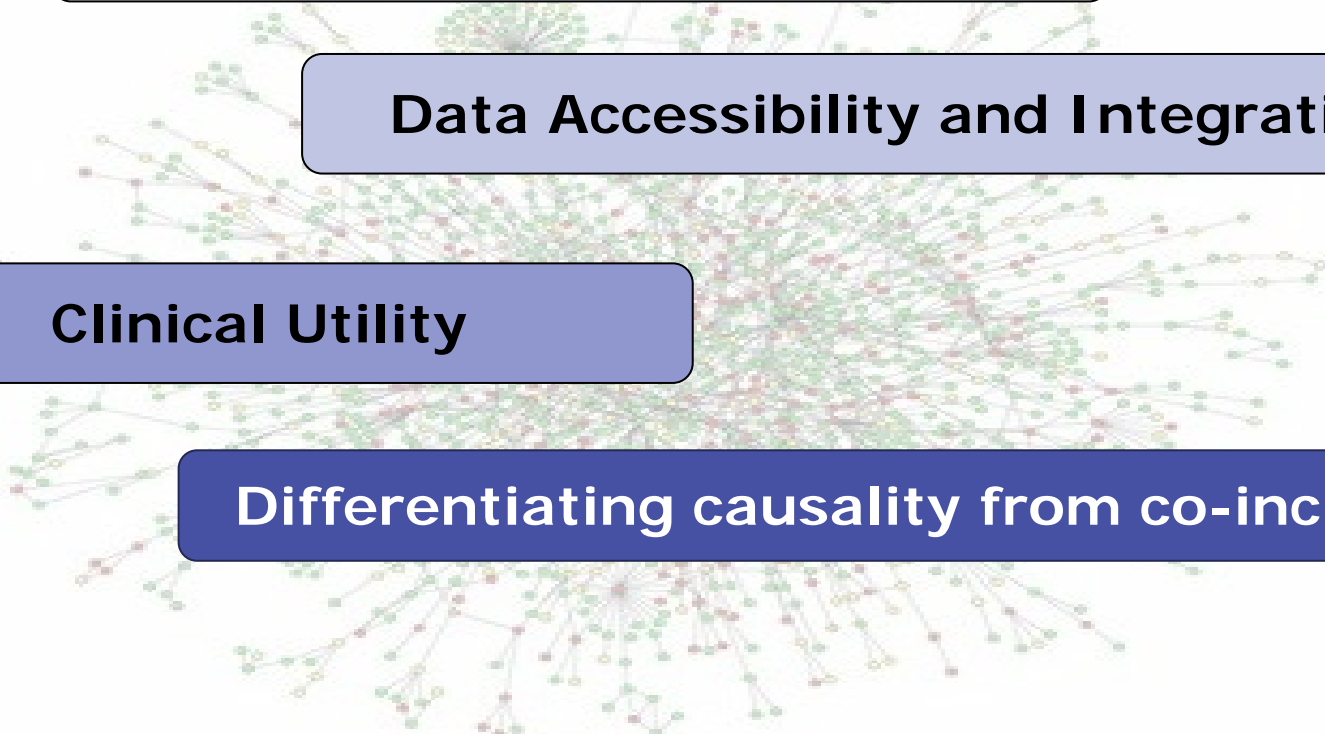 Data Accessibility and Integrati
Clinical Utility
Differentiating causality from co-inc